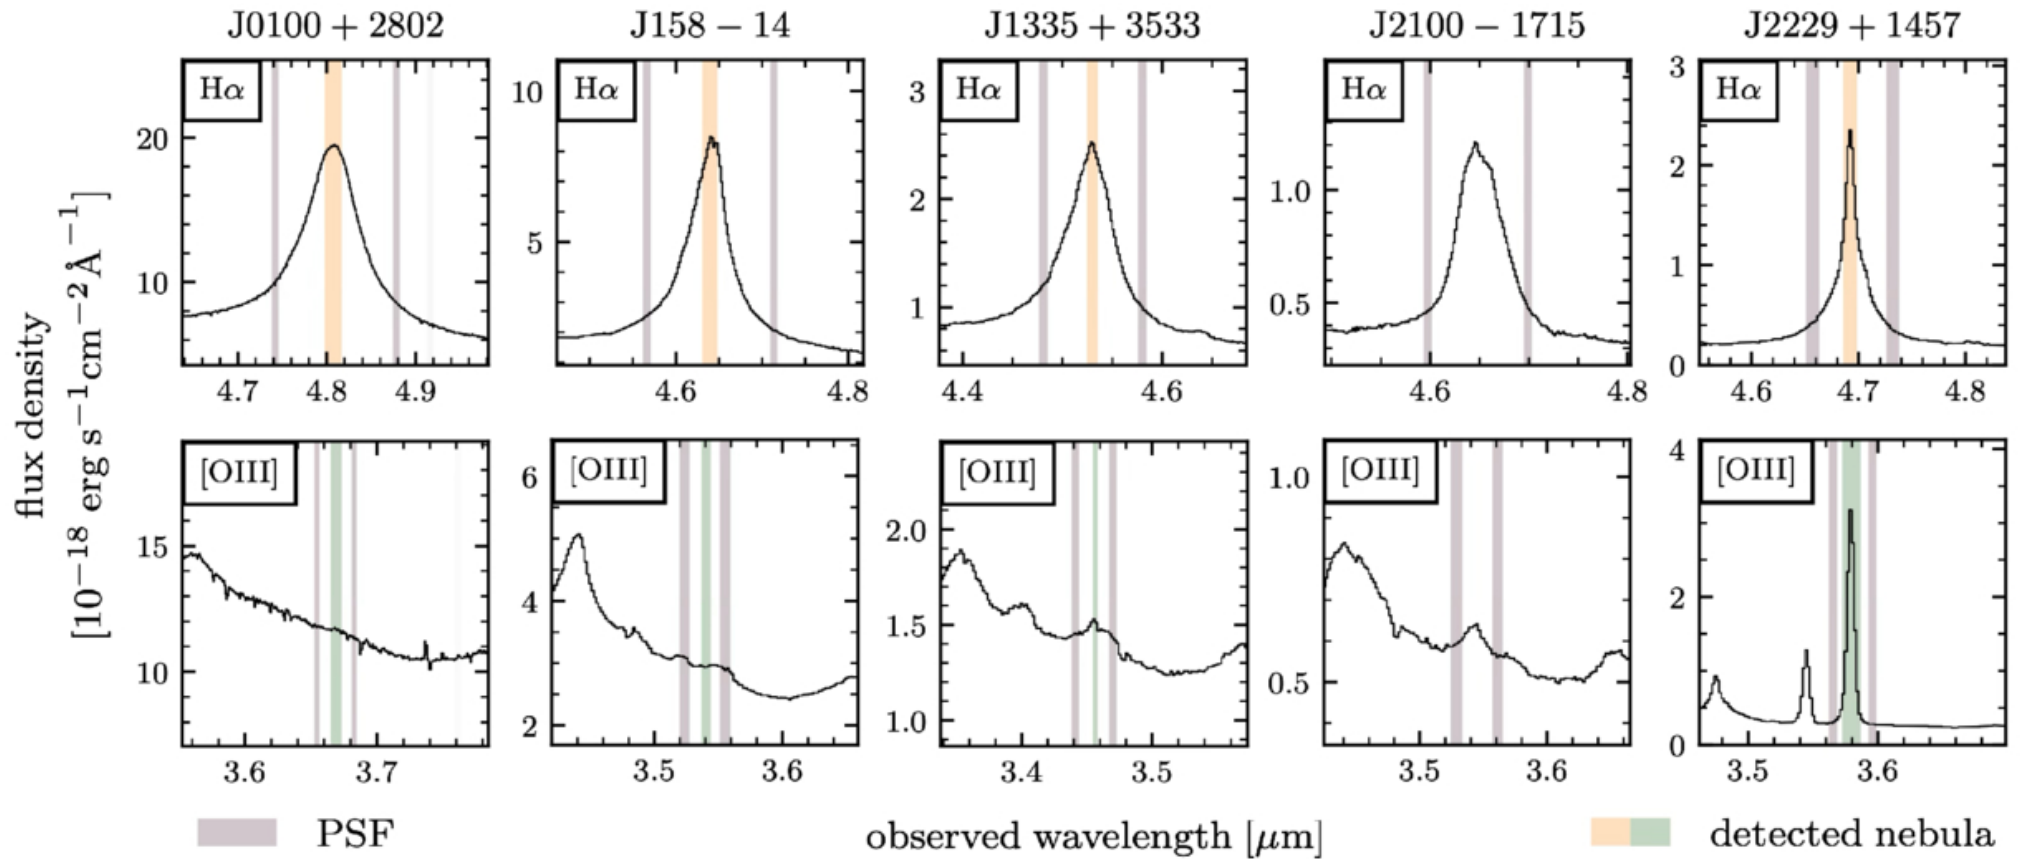 J0100 + 2802 J158 − 14 J1335 + 3533 J2100 − 1715 J2229 + 1457
Hα Hα Hα Hα Hα
20 10
10 5
3 2 1
1.0 0.5
3 2 1 0
4.7 4.8 4.9 4.6 4.8 4.4 4.6 4.6 4.8 4.6 4.7 4.8
flux density
[10−18 erg s−1cm−2 Å−1]
[OIII] [OIII] [OIII] [OIII] [OIII]
15 10
6 4 2
2.0 1.5 1.0
1.0 0.5
4 2 0
3.6 3.7 3.5 3.6 3.4 3.5 3.5 3.6 3.5 3.6
PSF observed wavelength [μm] detected nebula